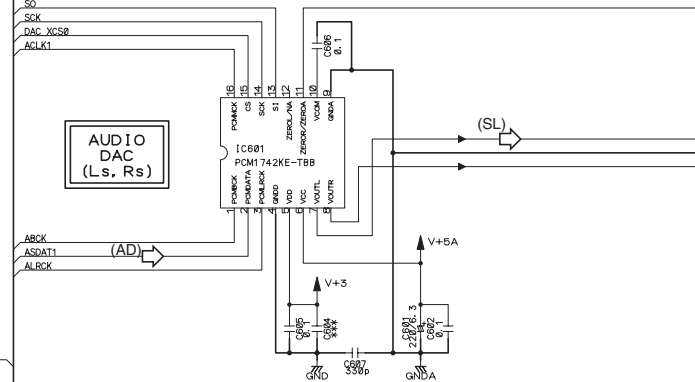 SO
SCK
DAC XCS0
ACLK1
C606
0.1
16 15 14 13 12 11 10 9
PCMMCK
CS
SCK
SI
ZEROL/NA
ZEROR/ZEROA
VCOM
GNDA
(SL)
AUDIO
DAC
(Ls, Rs)
IC601
PCM1742KE-TBB
PCMBCK
PCMDATA
PCMLRCK
GNDD
VDD
VCC
VOUTL
VOUTR
1 2 3 4 5 6 7 8
ABCK
ASDAT1
(AD)
ALRCK
V+5A
V+3
C605
0.1
C604
***
C601
220/6.3
C602
0.1
C607
330p
GND
GNDA